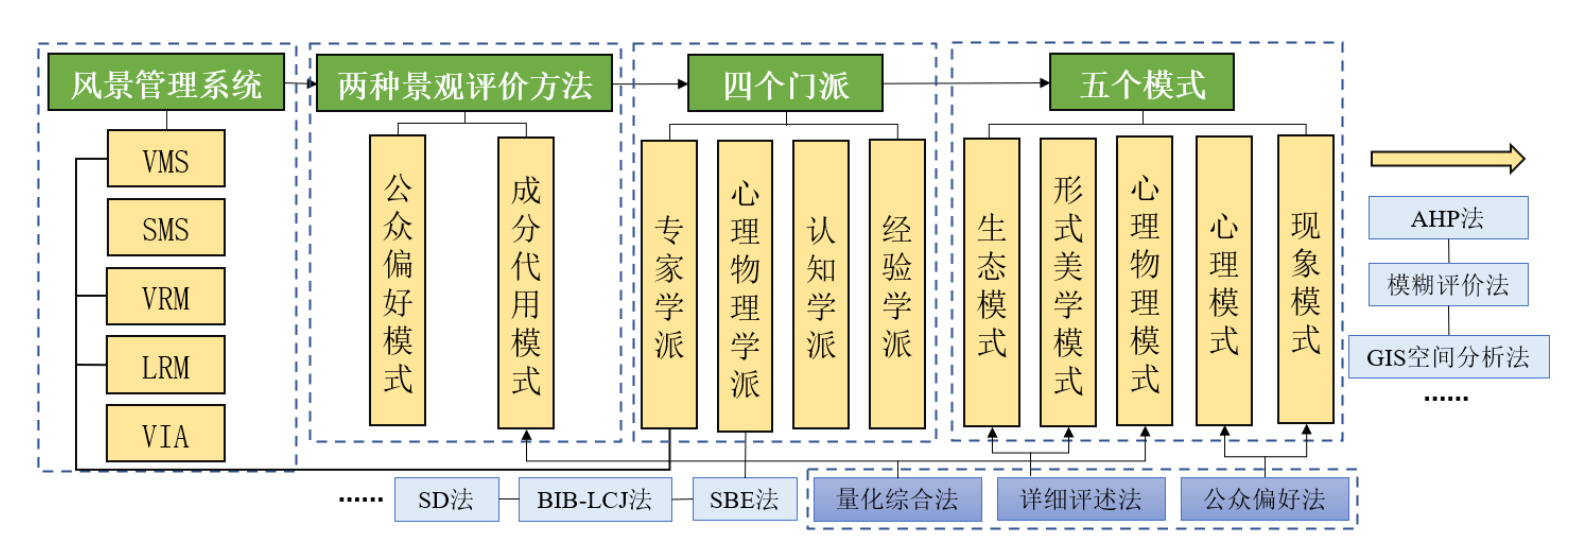 风景管理系统
VMS
SMS
VRM
LRM
VIA
两种景观评价方法
公众偏好模式
成分代用模式
四个门派
专家学派
心理物理学派
认知学派
经验学派
五个模式
生态模式
形式美学模式
心理物理模式
心理模式
现象模式
AHP法
模糊评价法
GIS空间分析法
······
······
SD法
BIB-LCJ法
SBE法
量化综合法
详细评述法
公众偏好法